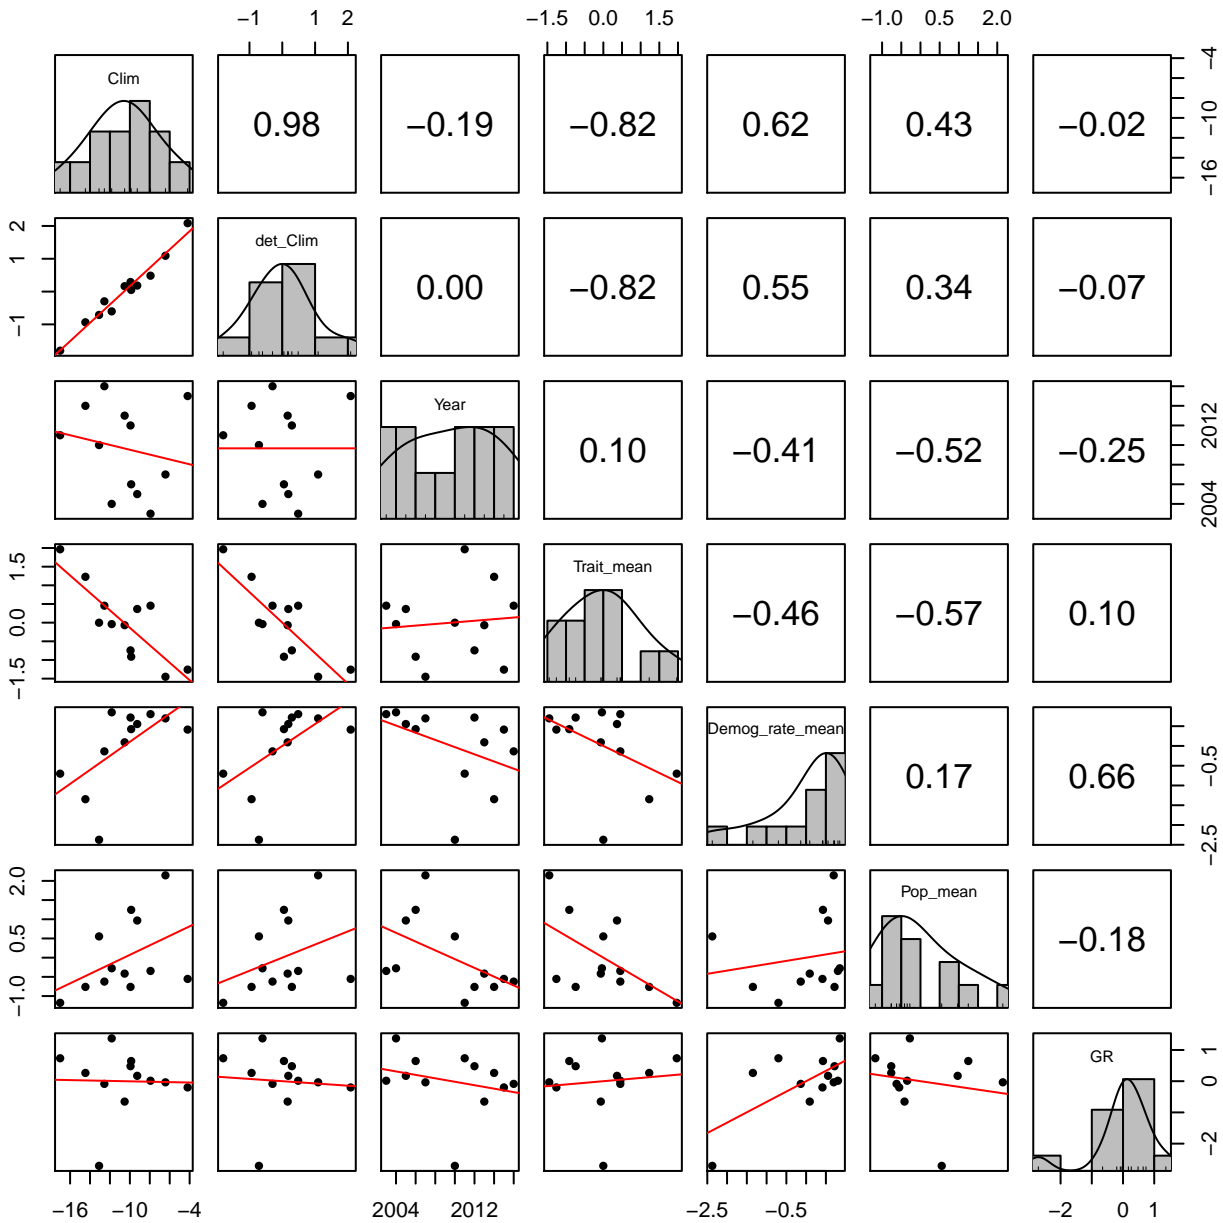 −1 1 2 −1.5 0.0 1.5 −1.0 0.5 2.0
Clim 0.98 −0.19 −0.82 0.62 0.43 −0.02 −16 −10 −4
−1 1 2 det_Clim 0.00 −0.82 0.55 0.34 −0.07
Year 0.10 −0.41 −0.52 −0.25 2004 2012
−1.5 0.0 1.5 Trait_mean −0.46 −0.57 0.10
Demog_rate_mean 0.17 0.66 −2.5 −0.5
−1.0 0.5 2.0 Pop_mean −0.18
GR −2 0 1
−16 −10 −4 2004 2012 −2.5 −0.5 −2 0 1